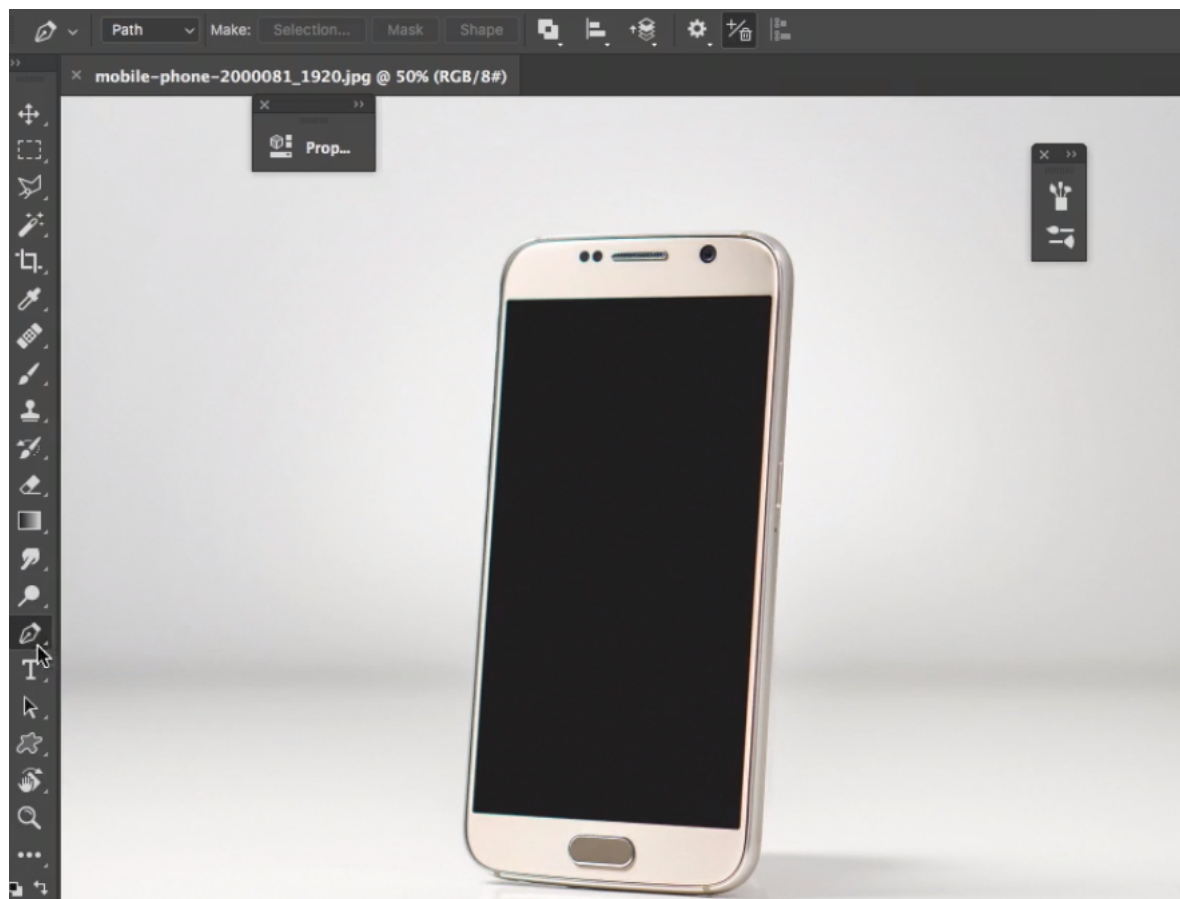 Path Make: Selection... Mask Shape
mobile-phone-2000081_1920.jpg @ 50% (RGB/8#)
Prop...